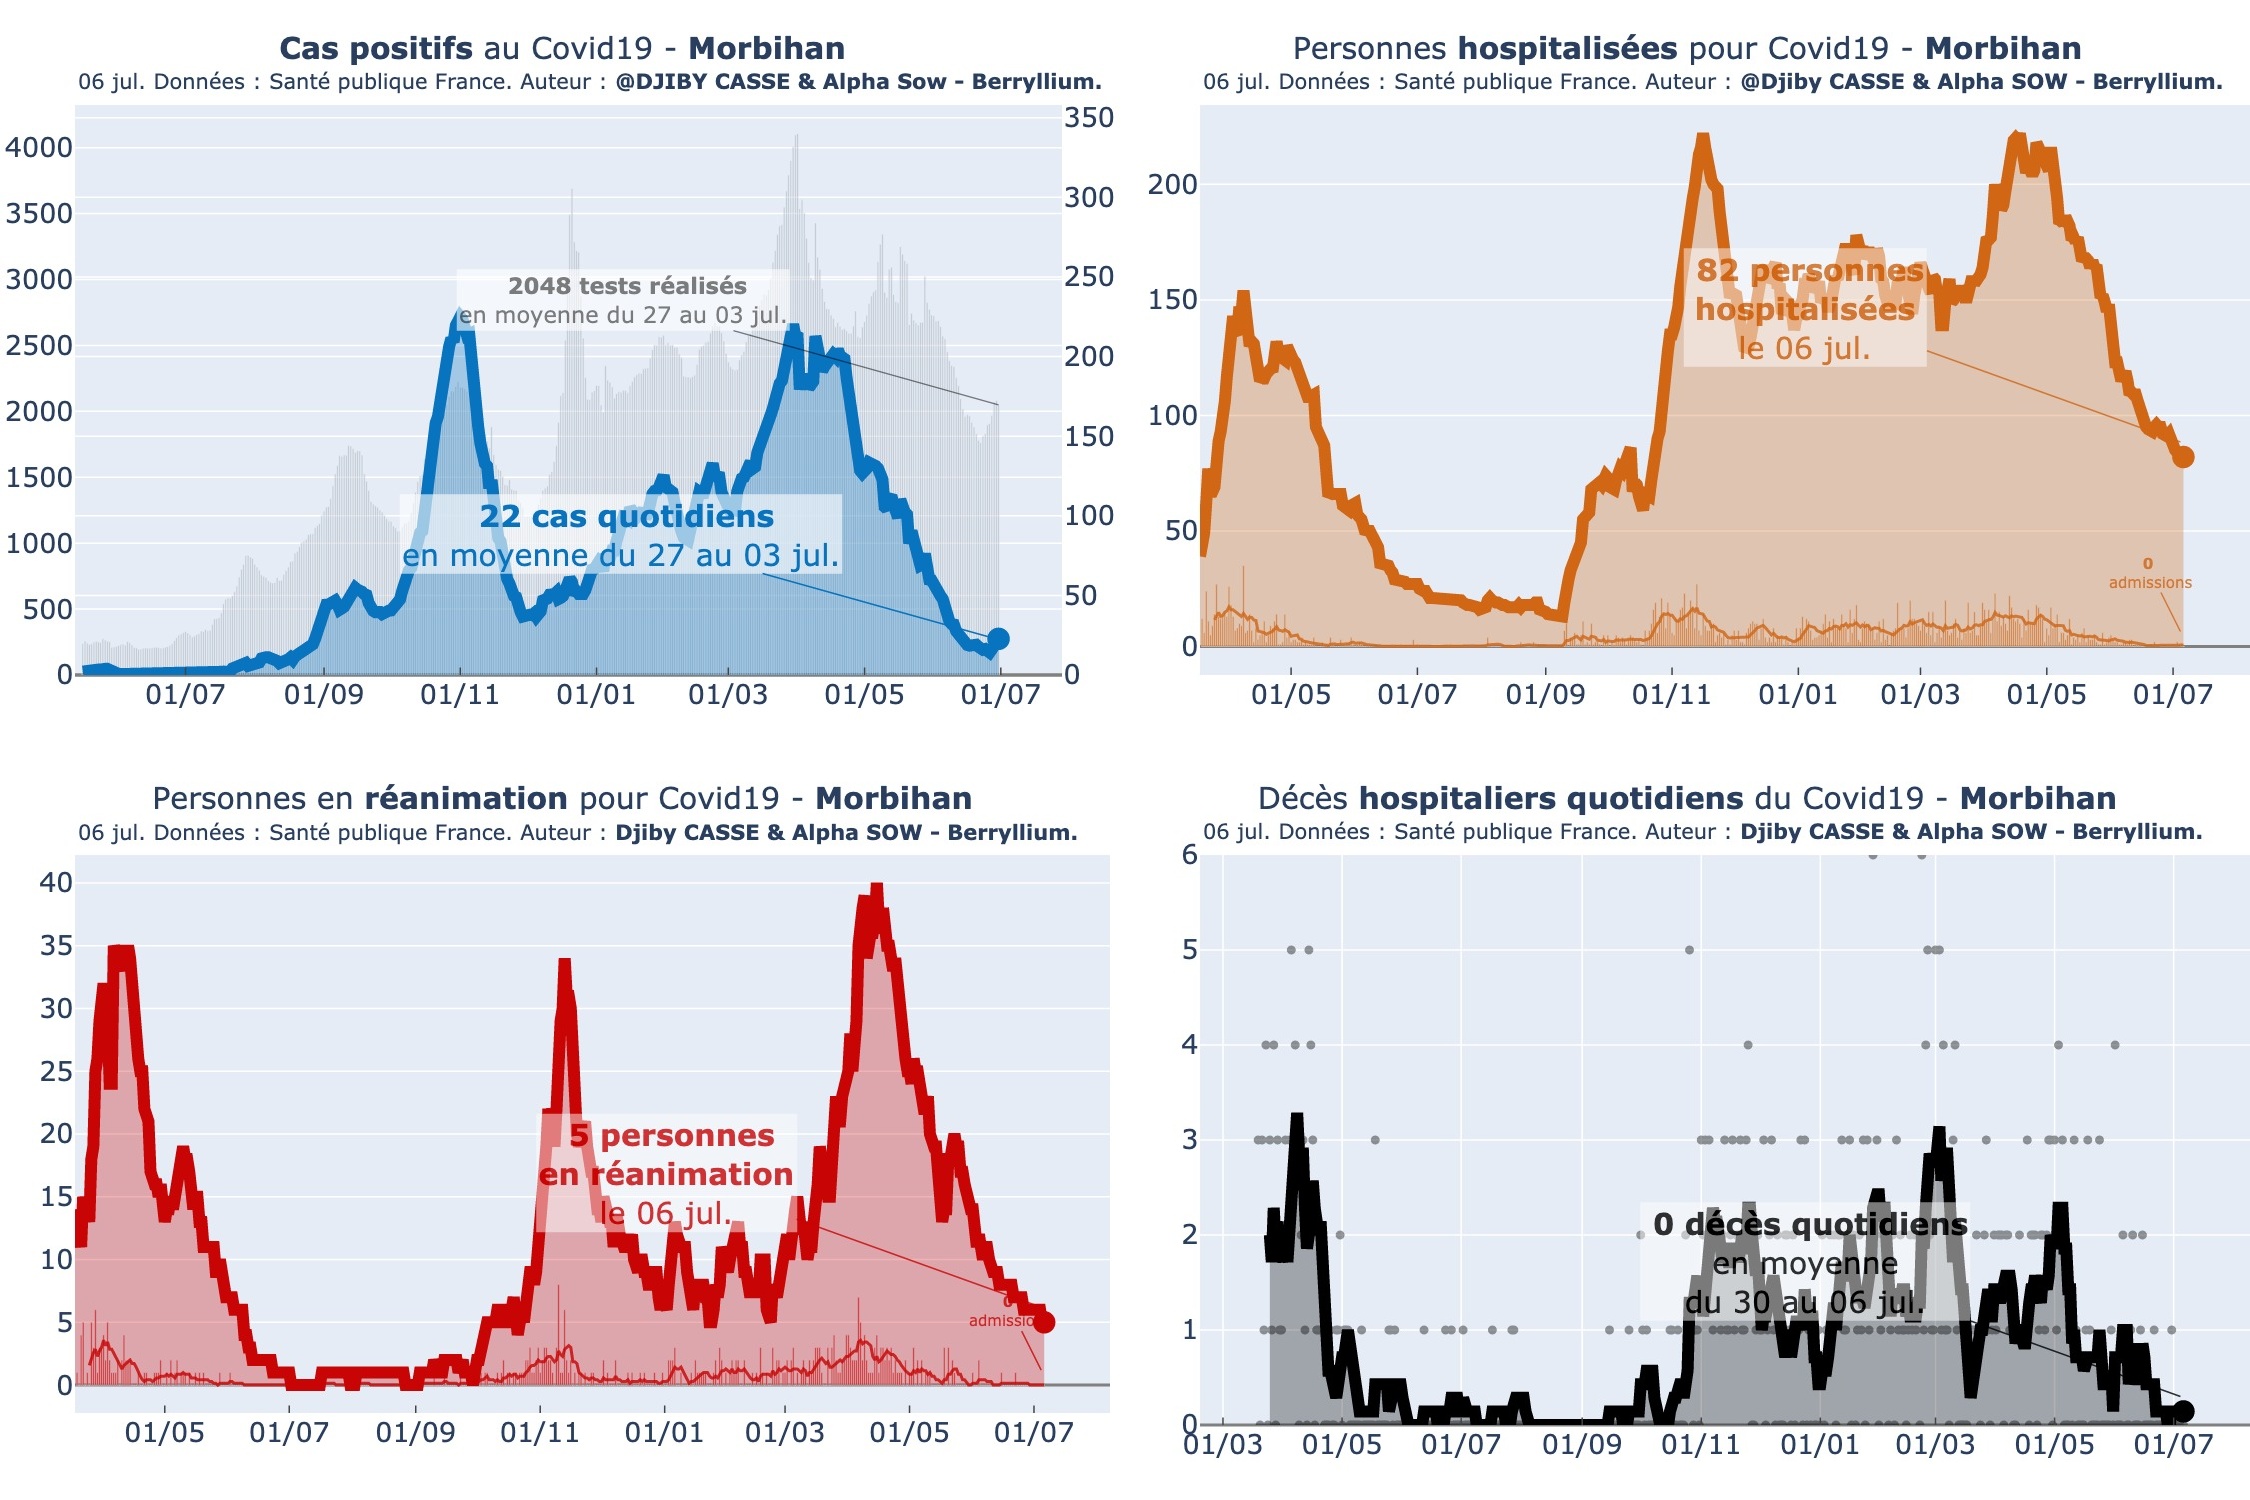 Cas positifs au Covid19 - Morbihan
06 jul. Données : Santé publique France. Auteur : @DJIBY CASSE & Alpha Sow - Berryllium.
350
4000
300
3500
3000
250
2048 tests réalisés
en moyenne du 27 au 03 jul.
2500
200
2000
150
1500
22 cas quotidiens
en moyenne du 27 au 03 jul.
100
1000
50
500
0
0
01/07 01/09 01/11 01/01 01/03 01/05 01/07
Personnes hospitalisées pour Covid19 - Morbihan
06 jul. Données : Santé publique France. Auteur : @Djiby CASSE & Alpha SOW - Berryllium.
200
82 personnes
hospitalisées
le 06 jul.
150
100
50
0
admissions
0
01/05 01/07 01/09 01/11 01/01 01/03 01/05 01/07
Personnes en réanimation pour Covid19 - Morbihan
06 jul. Données : Santé publique France. Auteur : Djiby CASSE & Alpha SOW - Berryllium.
40
35
30
25
20
5 personnes
en réanimation
le 06 jul.
15
10
0
admissio
5
0
01/05 01/07 01/09 01/11 01/01 01/03 01/05 01/07
Décès hospitaliers quotidiens du Covid19 - Morbihan
06 jul. Données : Santé publique France. Auteur : Djiby CASSE & Alpha SOW - Berryllium.
6
5
4
3
2
0 décès quotidiens
en moyenne
du 30 au 06 jul.
1
0
01/03 01/05 01/07 01/09 01/11 01/01 01/03 01/05 01/07